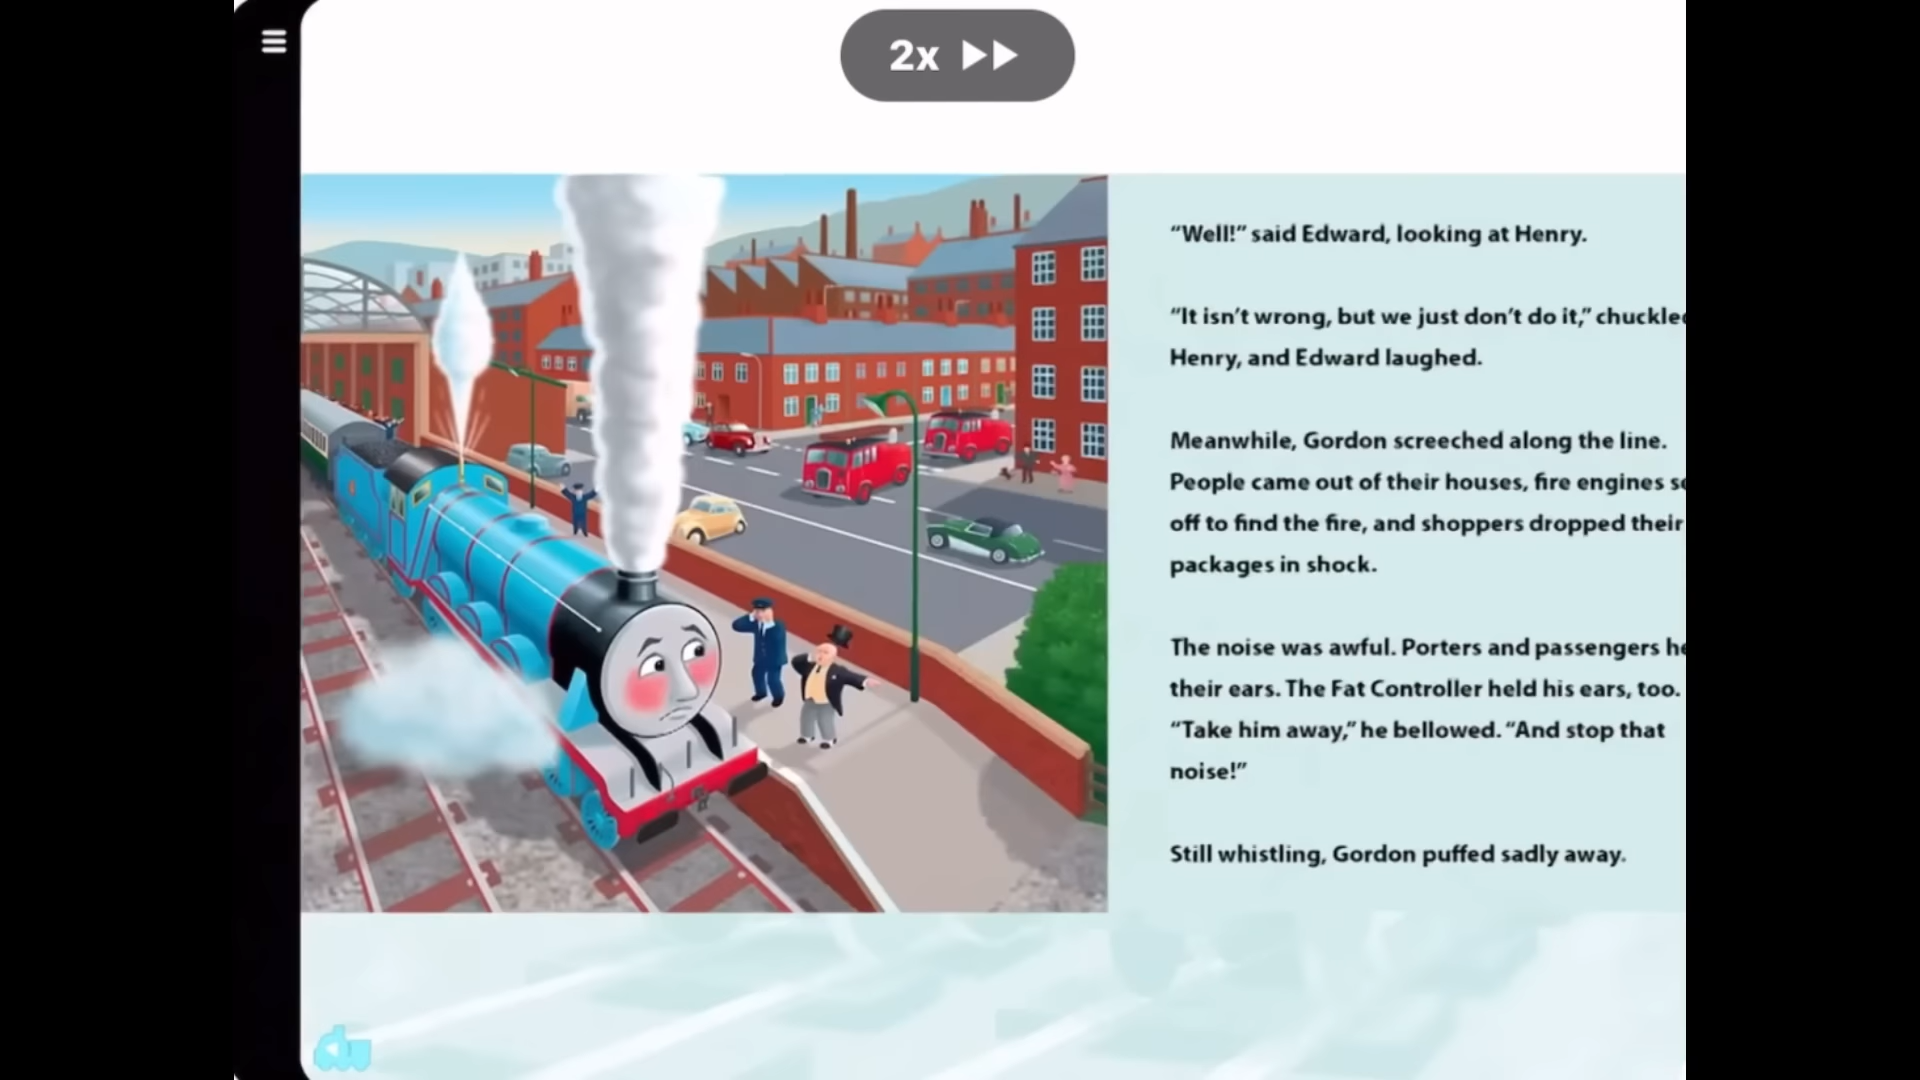 2x
“Well!” said Edward, looking at Henry.
“It isn’t wrong, but we just don’t do it,”
Henry, and Edward laughed.
Meanwhile, Gordon screeched along the line.
People came out of their houses, fire engines
off to find the fire, and shoppers dropped their
packages in shock.
The noise was awful. Porters and passengers
their ears. The Fat Controller held his ears, too.
“Take him away,” he bellowed. “And stop that
noise!”
Still whistling, Gordon puffed sadly away.